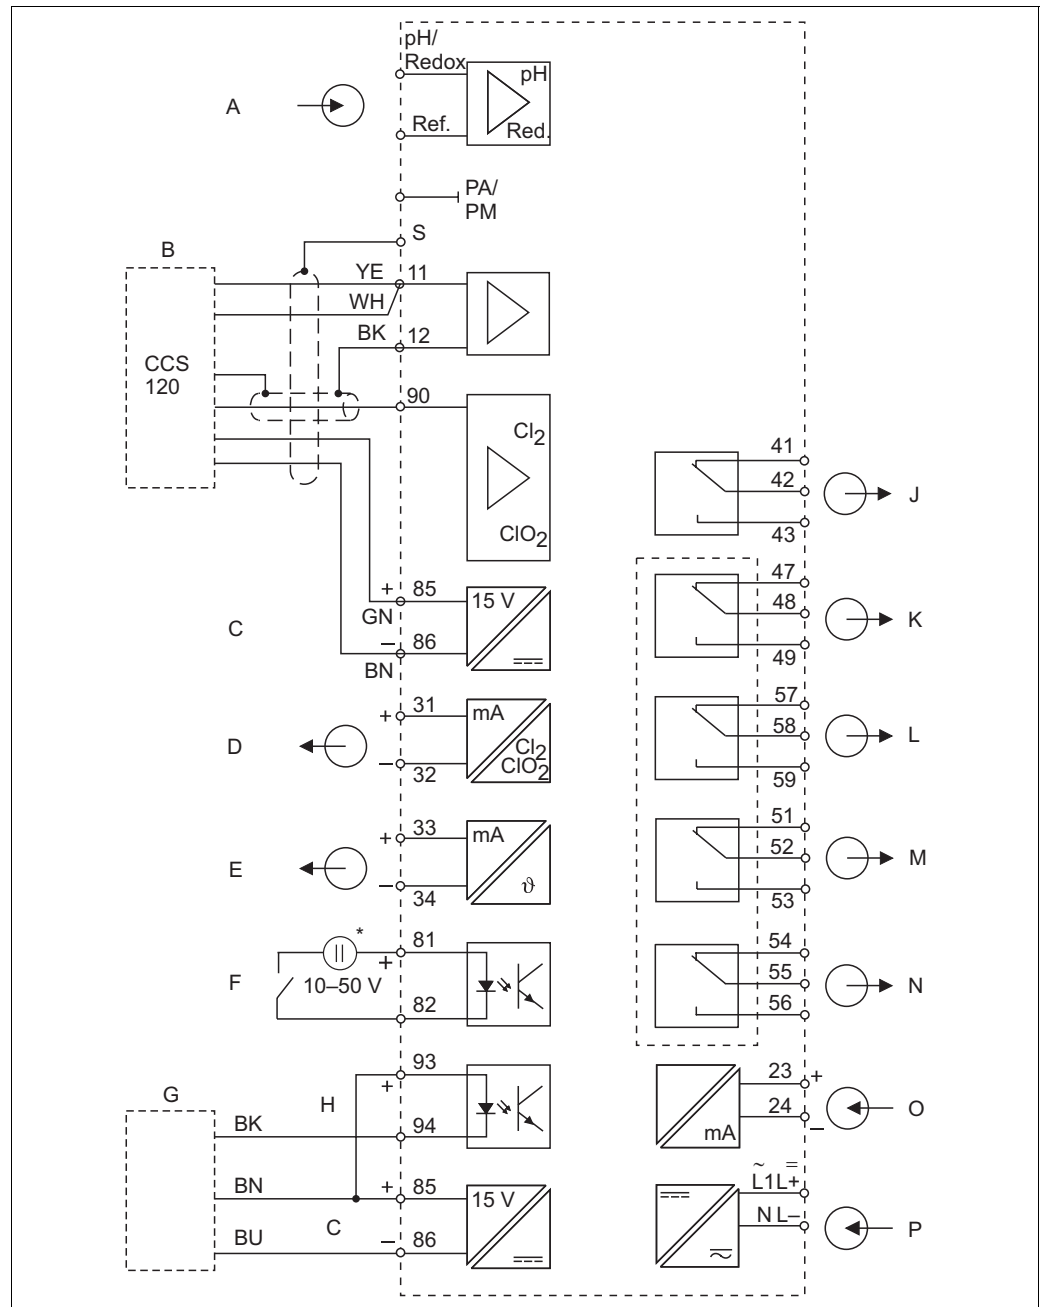 pH/
Redox
pH
A
Ref.
Red.
PA/
PM
S
B
YE 11
WH
BK 12
CCS
120
90
Cl2
ClO2
41
42
J
43
47
48
K
49
+ 85
15 V
GN
C
– 86
BN
57
58
L
59
31
+
mA
D
Cl2
ClO2
–
32
51
52
M
53
33
+
mA
E
ϑ
–
34
54
55
N
56
*
81
+
F
10–50 V
82
93
+
G
H
BK
94
23
+
24
O
–
mA
BN
+ 85
15 V
C
BU
– 86
~ =
L1L+
N L–
P